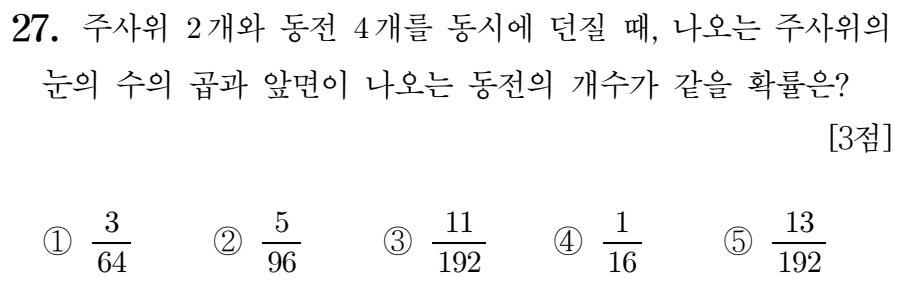 27. 주사위 2개와 동전 4개를 동시에 던질 때, 나오는 주사위의
눈의 수의 곱과 앞면이 나오는 동전의 개수가 같을 확률은?
[3점]
① 3/64 ② 5/96 ③ 11/192 ④ 1/16 ⑤ 13/192